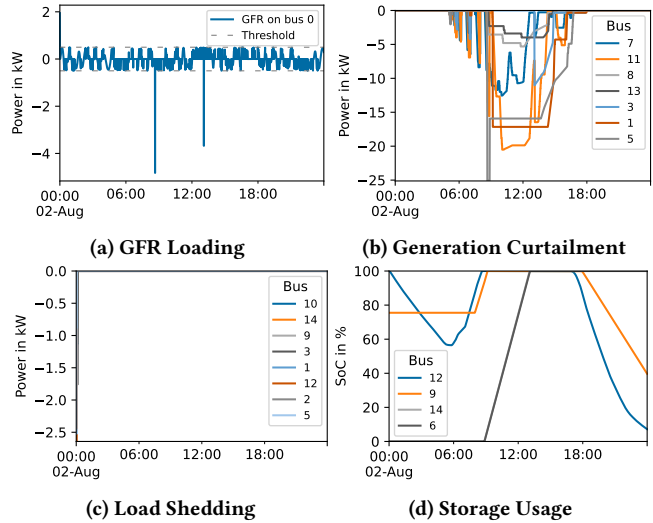 GFR on bus 0
Threshold
Power in kW
2
0
−2
−4
00:00 06:00 12:00 18:00
02-Aug
(a) GFR Loading
Power in kW
0
−5
−10
−15
−20
−25
Bus
7
11
8
13
3
1
5
00:00 06:00 12:00 18:00
02-Aug
(b) Generation Curtailment
Power in kW
0.0
−0.5
−1.0
−1.5
−2.0
−2.5
Bus
10
14
9
3
1
12
2
5
00:00 06:00 12:00 18:00
02-Aug
(c) Load Shedding
SoC in %
100
80
60
40
20
0
Bus
12
9
14
6
00:00 06:00 12:00 18:00
02-Aug
(d) Storage Usage